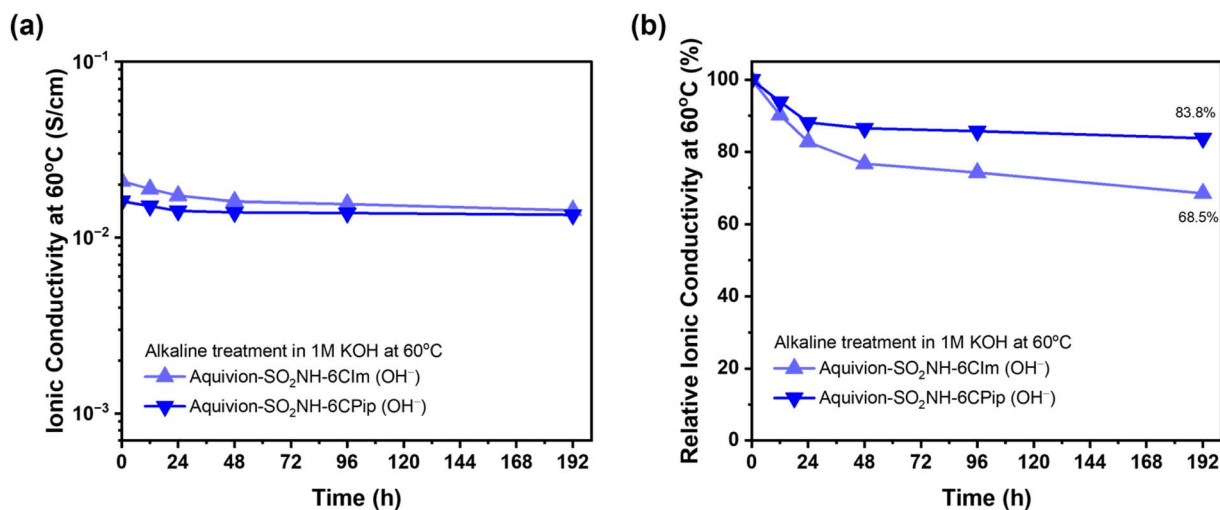 (a)
Ionic Conductivity at 60°C (S/cm)
10⁻¹
10⁻²
10⁻³
Alkaline treatment in 1M KOH at 60°C
Aquivion-SO₂NH-6CIm (OH⁻)
Aquivion-SO₂NH-6CPip (OH⁻)
0 24 48 72 96 120 144 168 192
Time (h)
(b)
Relative Ionic Conductivity at 60°C (%)
100
80
60
40
20
0
83.8%
68.5%
Alkaline treatment in 1M KOH at 60°C
Aquivion-SO₂NH-6CIm (OH⁻)
Aquivion-SO₂NH-6CPip (OH⁻)
0 24 48 72 96 120 144 168 192
Time (h)